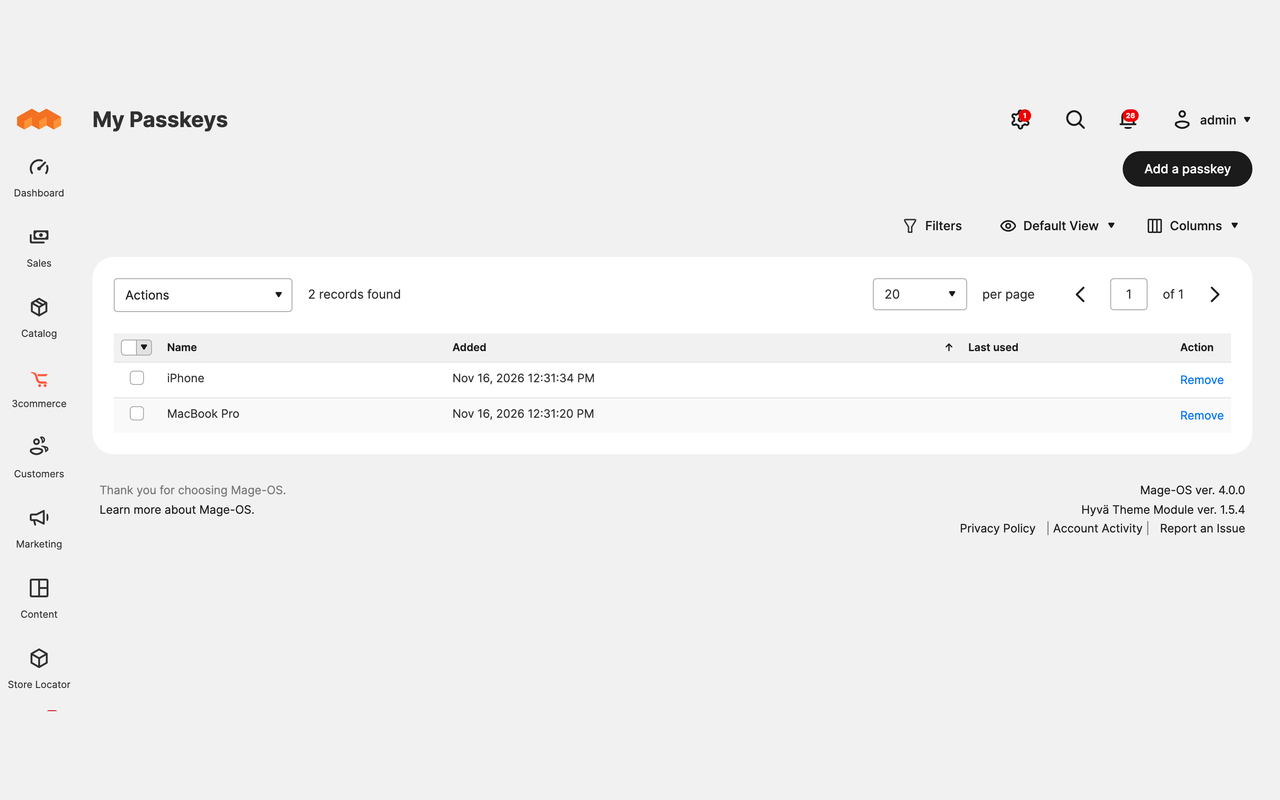 My Passkeys
1
26
admin
Add a passkey
Dashboard
Sales
Catalog
3commerce
Customers
Marketing
Content
Store Locator
Filters
Default View
Columns
Actions
2 records found
20
per page
1
of 1
Name Added Last used Action
iPhone Nov 16, 2026 12:31:34 PM Remove
MacBook Pro Nov 16, 2026 12:31:20 PM Remove
Thank you for choosing Mage-OS.
Learn more about Mage-OS.
Mage-OS ver. 4.0.0
Hyvä Theme Module ver. 1.5.4
Privacy Policy | Account Activity | Report an Issue